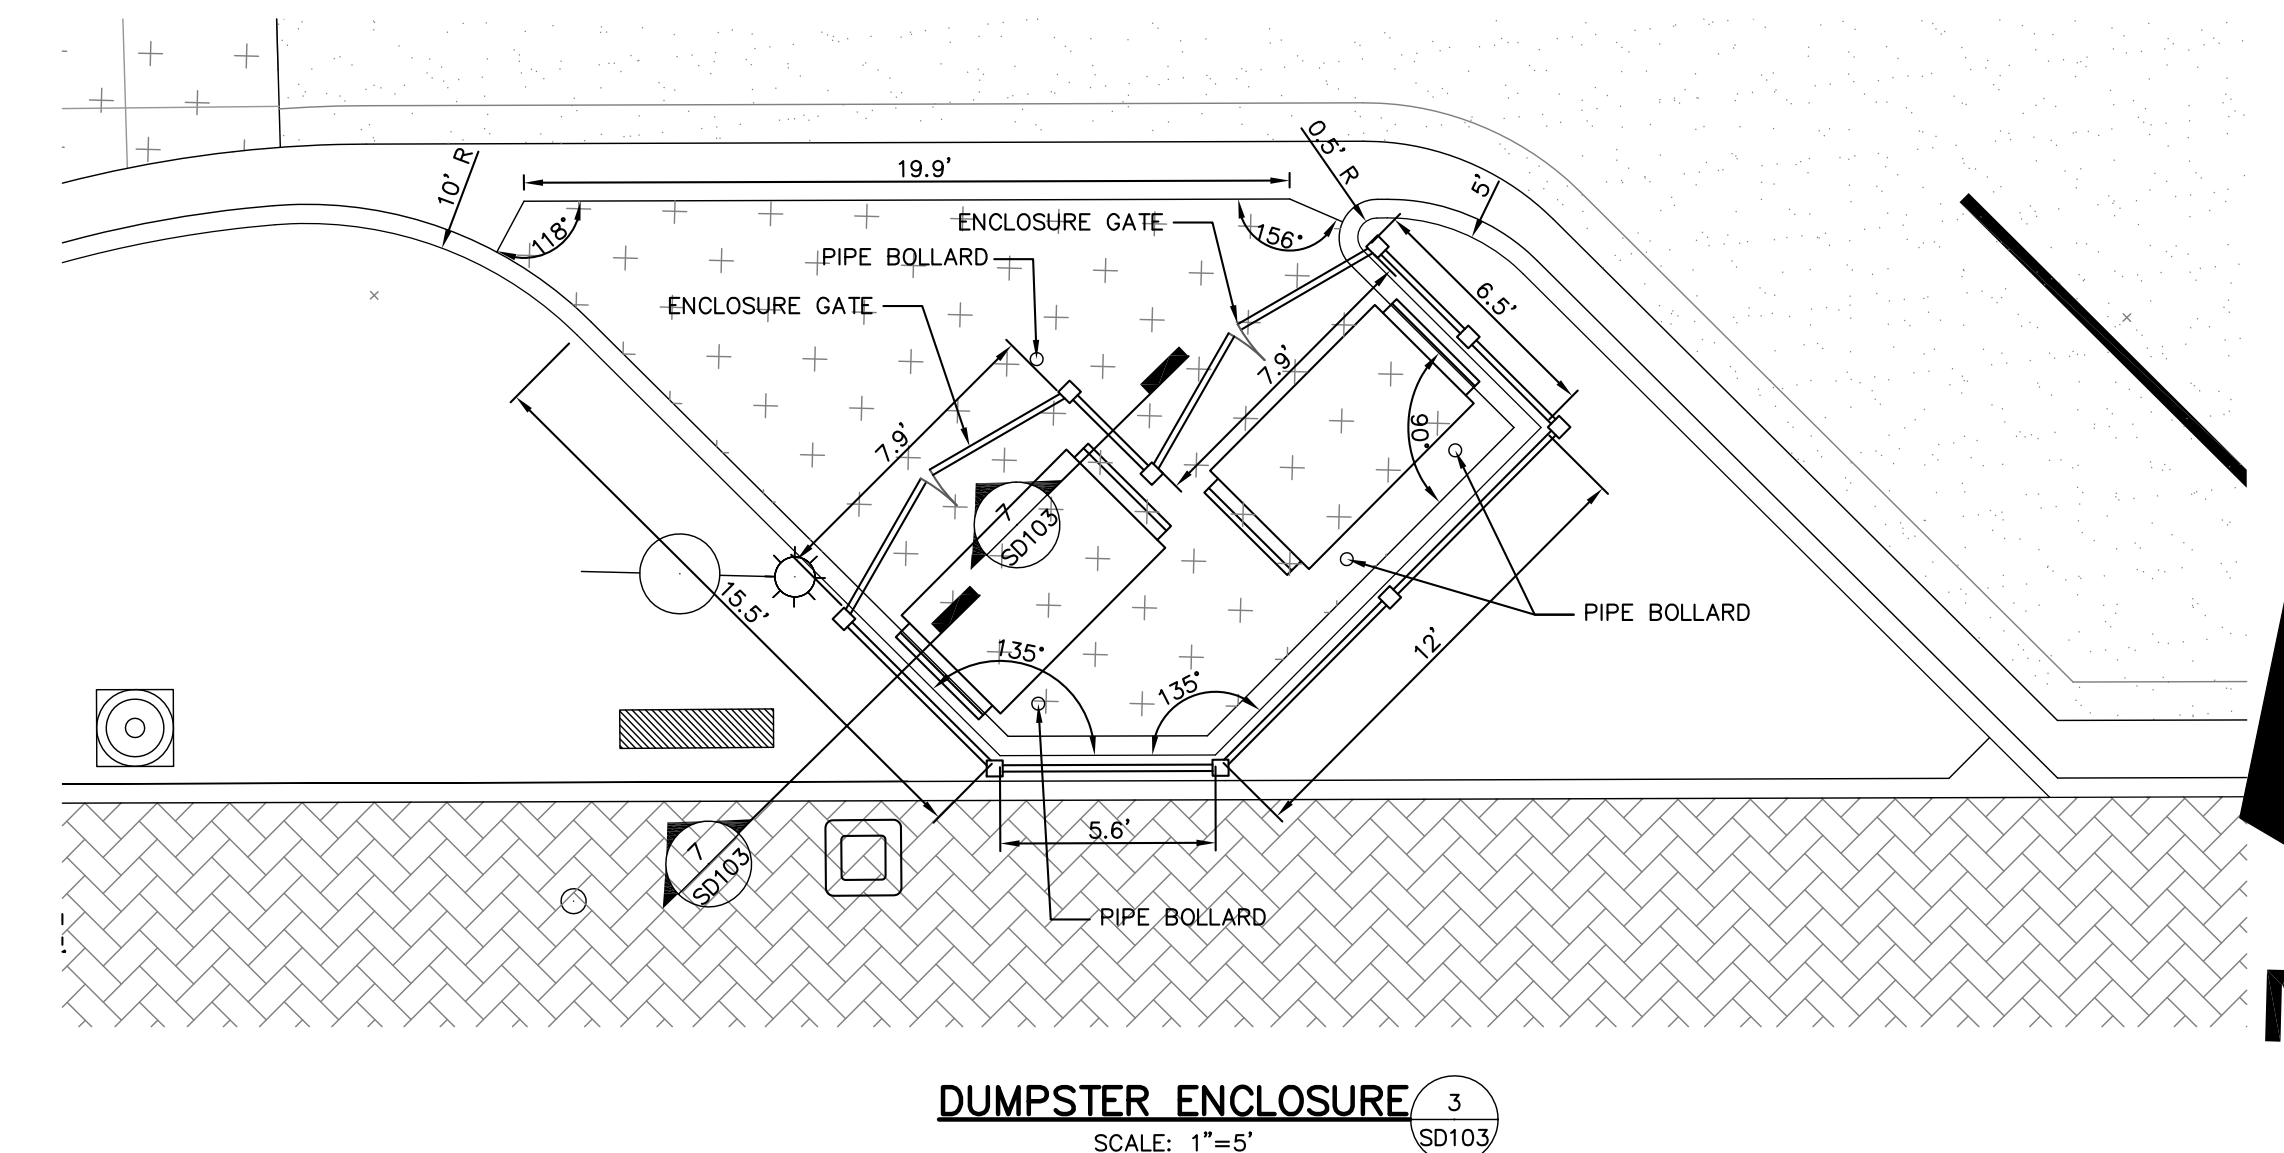 10' R
19.9'
0.5' R
5'
118°
ENCLOSURE GATE
156°
PIPE BOLLARD
ENCLOSURE GATE
6.5'
7.9'
7.9'
90°
7
SD103
15.5'
PIPE BOLLARD
12'
135°
135°
5.6'
7
SD103
PIPE BOLLARD
DUMPSTER ENCLOSURE
3
SD103
SCALE: 1"=5'